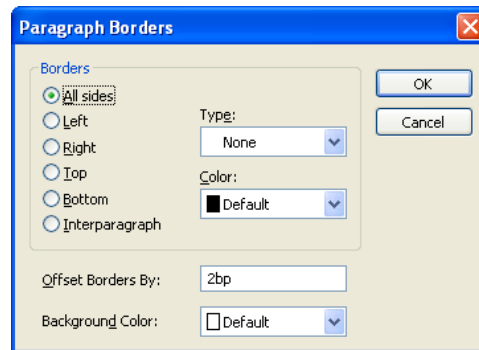 Paragraph Borders
Borders
All sides
Left
Right
Top
Bottom
Interparagraph
Type:
None
Color:
Default
OK
Cancel
Offset Borders By:
2bp
Background Color:
Default